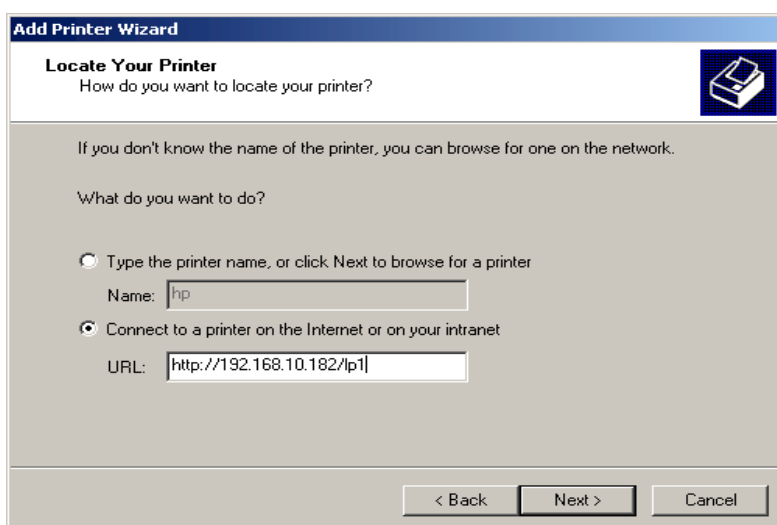 Add Printer Wizard
Locate Your Printer
How do you want to locate your printer?
If you don't know the name of the printer, you can browse for one on the network.
What do you want to do?
Type the printer name, or click Next to browse for a printer
Name: hp
Connect to a printer on the Internet or on your intranet
URL: http://192.168.10.182/lp1
< Back Next > Cancel